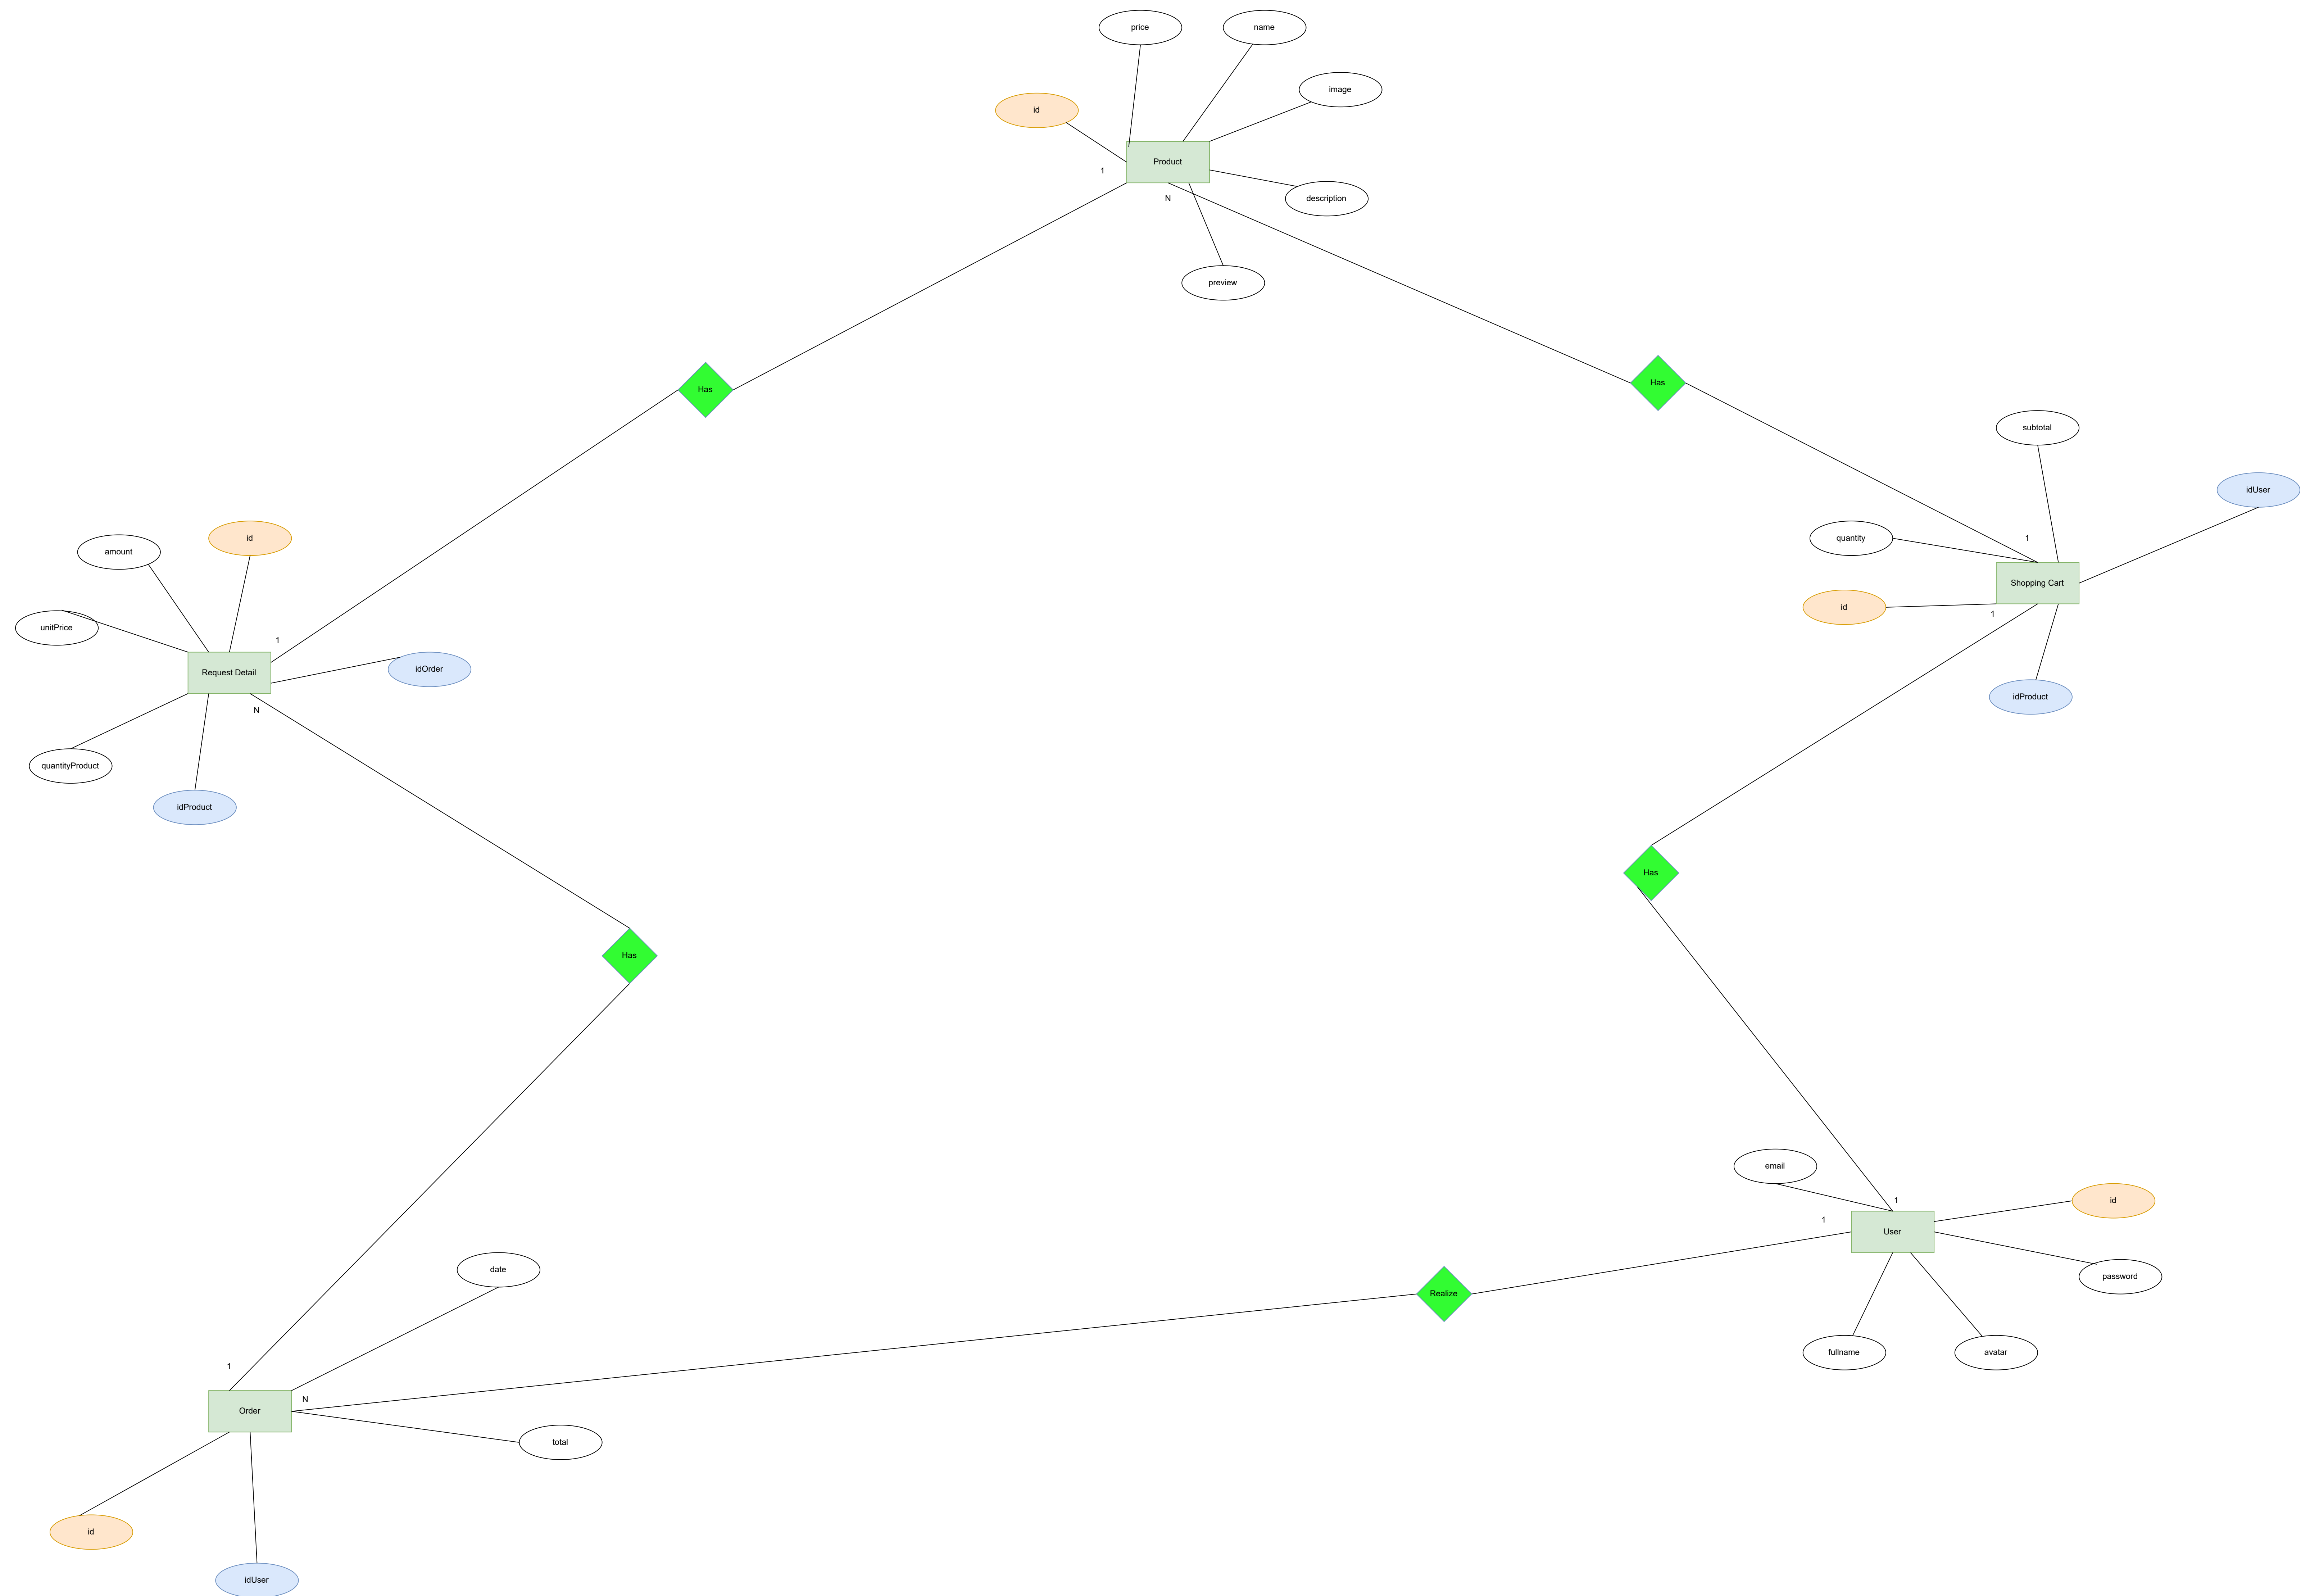 price
name
image
id
Product
1
N
description
preview
Has
Has
subtotal
idUser
quantity
1
Shopping Cart
id
1
idProduct
amount
id
unitPrice
1
Request Detail
idOrder
N
quantityProduct
idProduct
Has
Has
email
id
1
1
User
password
Realize
fullname
avatar
date
1
N
Order
total
id
idUser